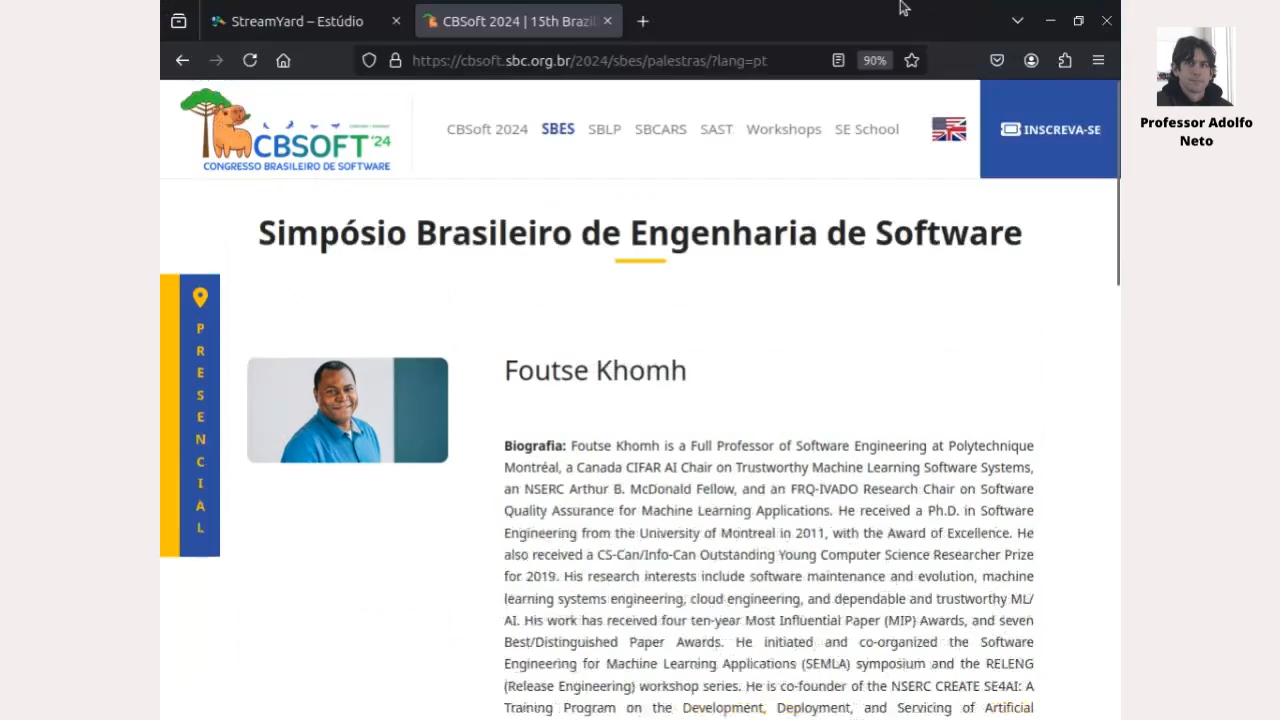 StreamYard – Estúdio
CBSoft 2024 | 15th Brazil
https://cbsoft.sbc.org.br/2024/sbes/palestras/?lang=pt
90%
Professor Adolfo
Neto
CBSOFT '24
CONGRESSO BRASILEIRO DE SOFTWARE
CBSoft 2024 SBES SBLP SBCARS SAST Workshops SE School
INSCREVA-SE
Simpósio Brasileiro de Engenharia de Software
PRESENCIAL
Foutse Khomh
Biografia: Foutse Khomh is a Full Professor of Software Engineering at Polytechnique
Montréal, a Canada CIFAR AI Chair on Trustworthy Machine Learning Software Systems,
an NSERC Arthur B. McDonald Fellow, and an FRQ-IVADO Research Chair on Software
Quality Assurance for Machine Learning Applications. He received a Ph.D. in Software
Engineering from the University of Montreal in 2011, with the Award of Excellence. He
also received a CS-Can/Info-Can Outstanding Young Computer Science Researcher Prize
for 2019. His research interests include software maintenance and evolution, machine
learning systems engineering, cloud engineering, and dependable and trustworthy ML/
AI. His work has received four ten-year Most Influential Paper (MIP) Awards, and seven
Best/Distinguished Paper Awards. He initiated and co-organized the Software
Engineering for Machine Learning Applications (SEMLA) symposium and the RELENG
(Release Engineering) workshop series. He is co-founder of the NSERC CREATE SE4AI: A
Training Program on the Development, Deployment, and Servicing of Artificial